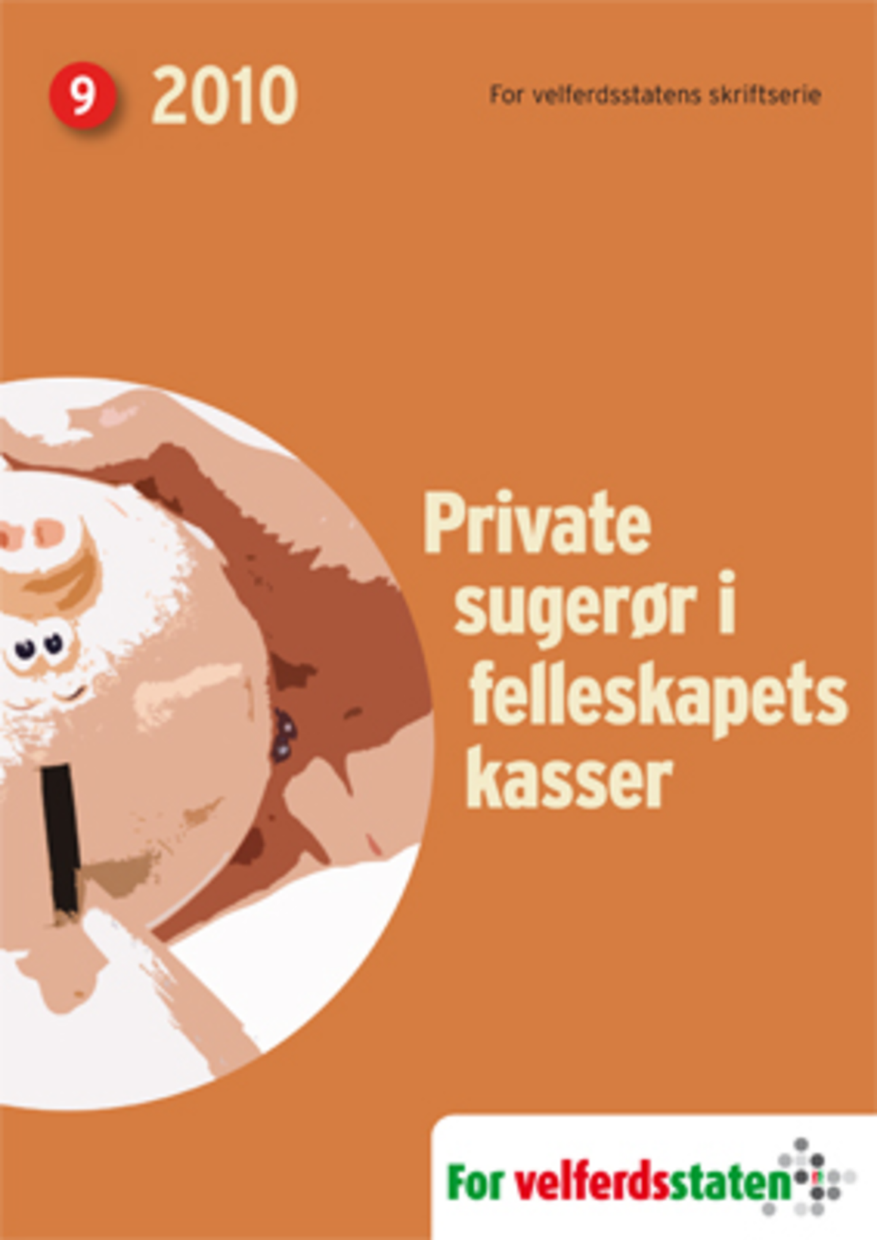 9 2010
For velferdsstatens skriftserie
Private
sugerør i
felleskapets
kasser
For velferdsstaten